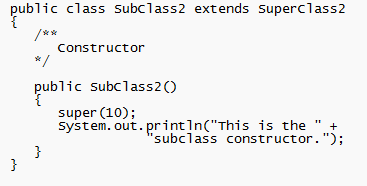 public class SubClass2 extends SuperClass2
{
   /**
      Constructor
   */

   public SubClass2()
   {
      super(10);
      System.out.println("This is the " +
                 "subclass constructor.");
   }
}